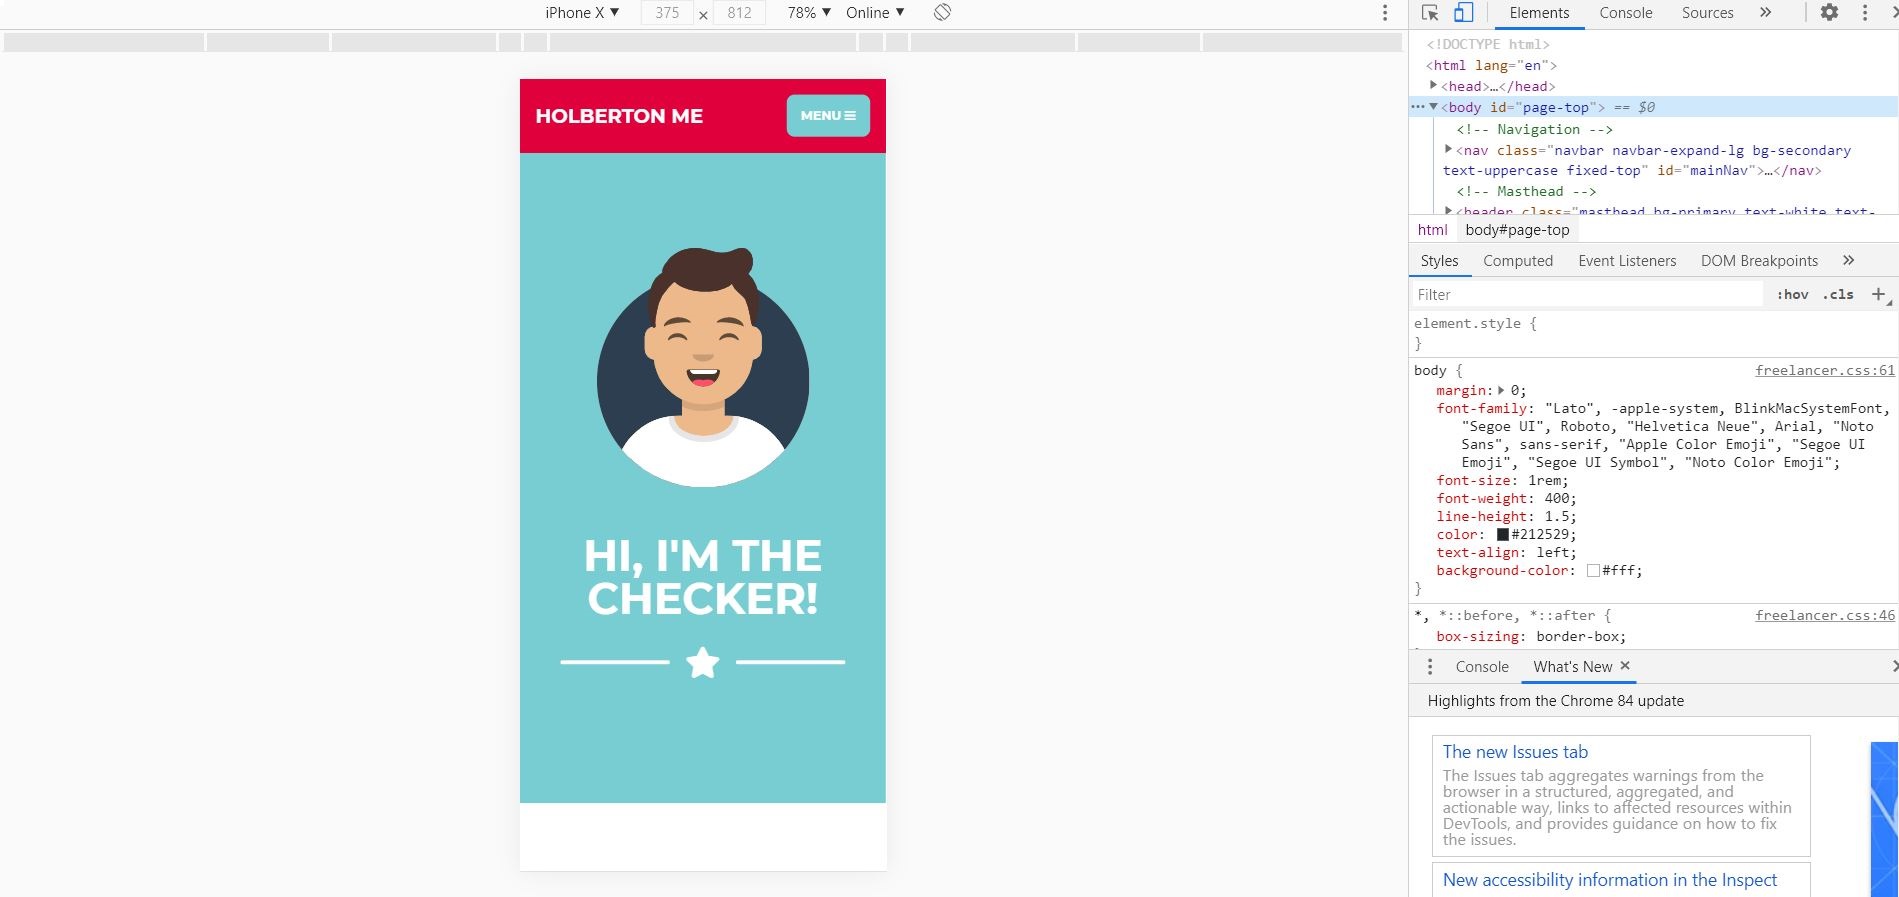 iPhone X ▼ 375 × 812 78% ▼ Online ▼
HOLBERTON ME
MENU
HI, I'M THE
CHECKER!
Elements Console Sources »
<!DOCTYPE html>
<html lang="en">
<head>…</head>
<body id="page-top"> == $0
<!-- Navigation -->
<nav class="navbar navbar-expand-lg bg-secondary
text-uppercase fixed-top" id="mainNav">…</nav>
<!-- Masthead -->
<header class="masthead bg-primary text-white text-
html body#page-top
Styles Computed Event Listeners DOM Breakpoints »
Filter :hov .cls +
element.style {
}
body { freelancer.css:61
margin: 0;
font-family: "Lato", -apple-system, BlinkMacSystemFont,
"Segoe UI", Roboto, "Helvetica Neue", Arial, "Noto
Sans", sans-serif, "Apple Color Emoji", "Segoe UI
Emoji", "Segoe UI Symbol", "Noto Color Emoji";
font-size: 1rem;
font-weight: 400;
line-height: 1.5;
color: #212529;
text-align: left;
background-color: #fff;
}
*, *::before, *::after { freelancer.css:46
box-sizing: border-box;
Console What's New ×
Highlights from the Chrome 84 update
The new Issues tab
The Issues tab aggregates warnings from the
browser in a structured, aggregated, and
actionable way, links to affected resources within
DevTools, and provides guidance on how to fix
the issues.
New accessibility information in the Inspect